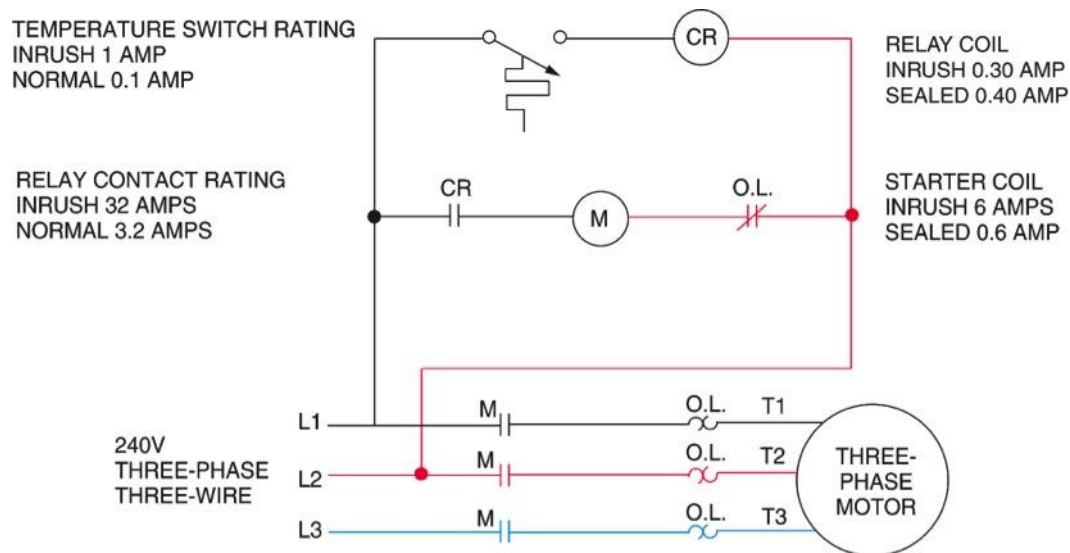 TEMPERATURE SWITCH RATING
INRUSH 1 AMP
NORMAL 0.1 AMP
CR
RELAY COIL
INRUSH 0.30 AMP
SEALED 0.40 AMP
RELAY CONTACT RATING
INRUSH 32 AMPS
NORMAL 3.2 AMPS
CR
M
O.L.
STARTER COIL
INRUSH 6 AMPS
SEALED 0.6 AMP
240V
THREE-PHASE
THREE-WIRE
L1
M
O.L.
T1
L2
M
O.L.
T2
L3
M
O.L.
T3
THREE-
PHASE
MOTOR